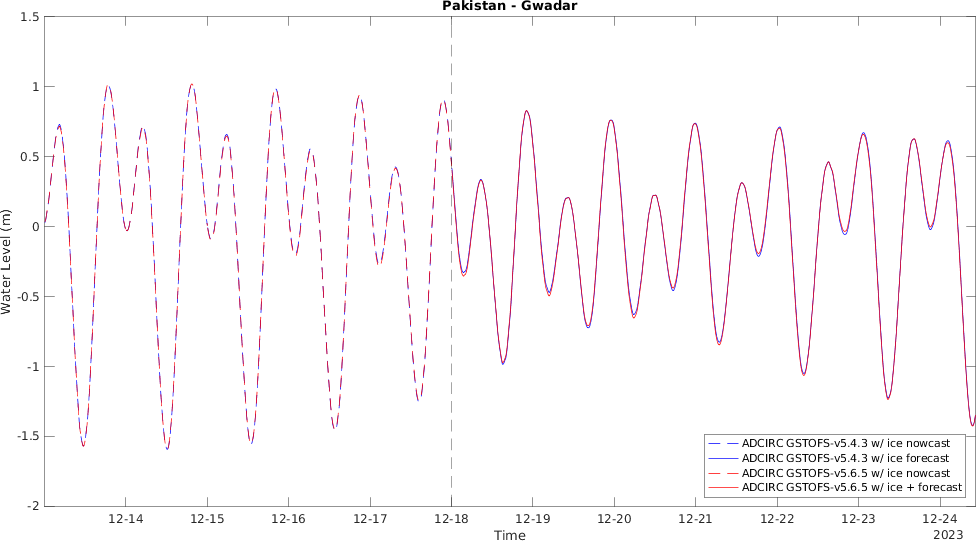 Pakistan - Gwadar
1.5
1
0.5
0
-0.5
-1
-1.5
-2
Water Level (m)
ADCIRC GSTOFS-v5.4.3 w/ ice nowcast
ADCIRC GSTOFS-v5.4.3 w/ ice forecast
ADCIRC GSTOFS-v5.6.5 w/ ice nowcast
ADCIRC GSTOFS-v5.6.5 w/ ice + forecast
12-14 12-15 12-16 12-17 12-18 12-19 12-20 12-21 12-22 12-23 12-24
Time
2023